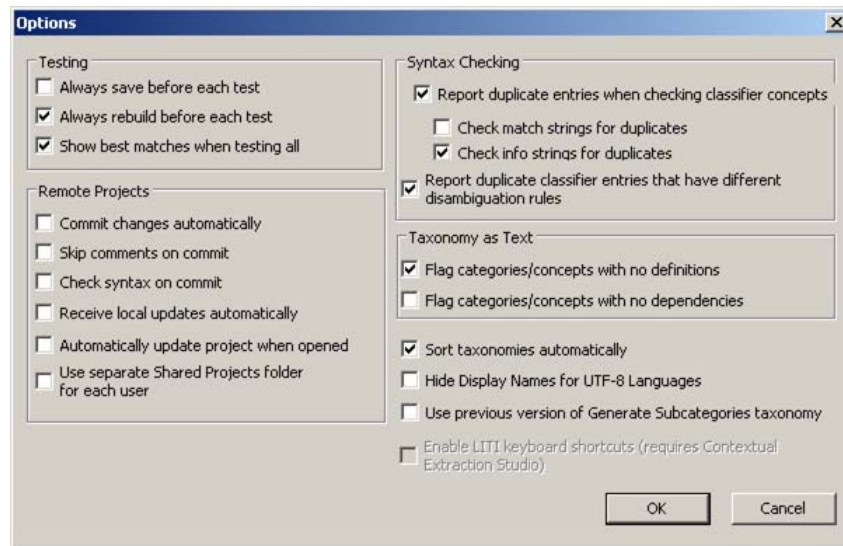 Options
Testing
Always save before each test
Always rebuild before each test
Show best matches when testing all
Remote Projects
Commit changes automatically
Skip comments on commit
Check syntax on commit
Receive local updates automatically
Automatically update project when opened
Use separate Shared Projects folder
for each user
Syntax Checking
Report duplicate entries when checking classifier concepts
Check match strings for duplicates
Check info strings for duplicates
Report duplicate classifier entries that have different
disambiguation rules
Taxonomy as Text
Flag categories/concepts with no definitions
Flag categories/concepts with no dependencies
Sort taxonomies automatically
Hide Display Names for UTF-8 Languages
Use previous version of Generate Subcategories taxonomy
Enable LITI keyboard shortcuts (requires Contextual
Extraction Studio)
OK
Cancel